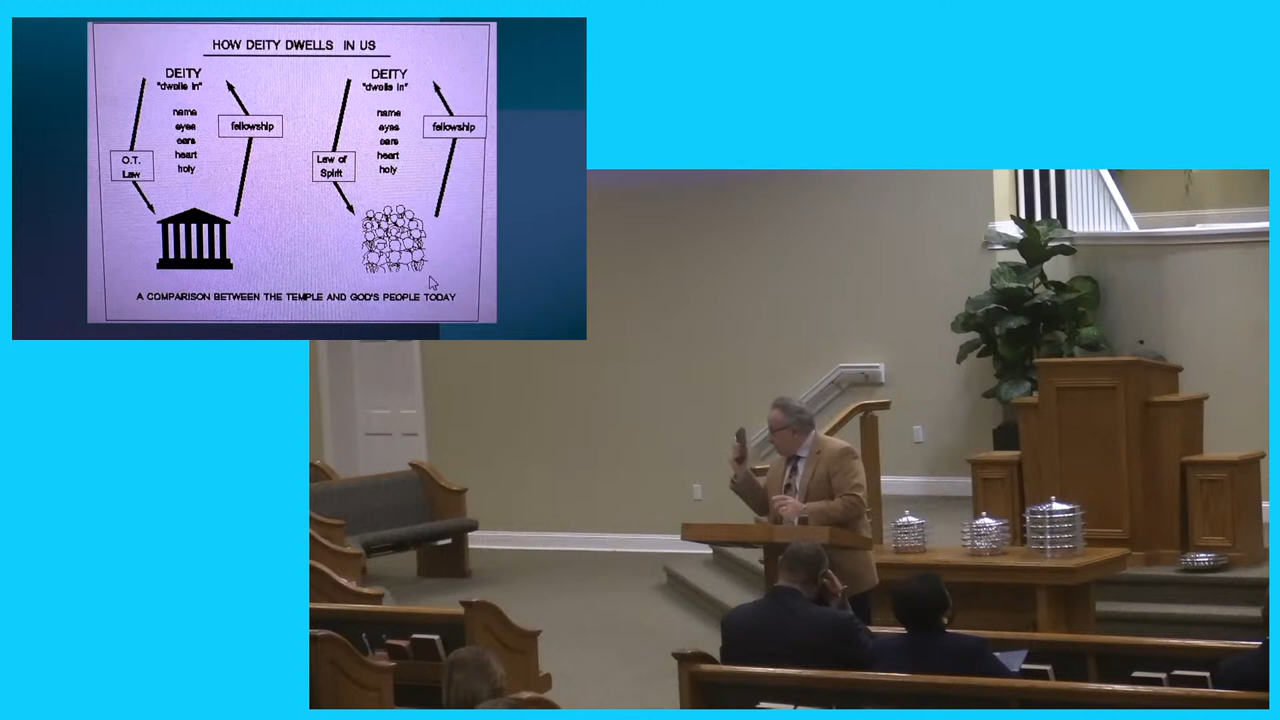 HOW DEITY DWELLS IN US
DEITY
"dwells in"
name
eyes
ears
heart
holy
O.T.
Law
fellowship
DEITY
"dwells in"
name
eyes
ears
heart
holy
Law of
Spirit
fellowship
A COMPARISON BETWEEN THE TEMPLE AND GOD'S PEOPLE TODAY